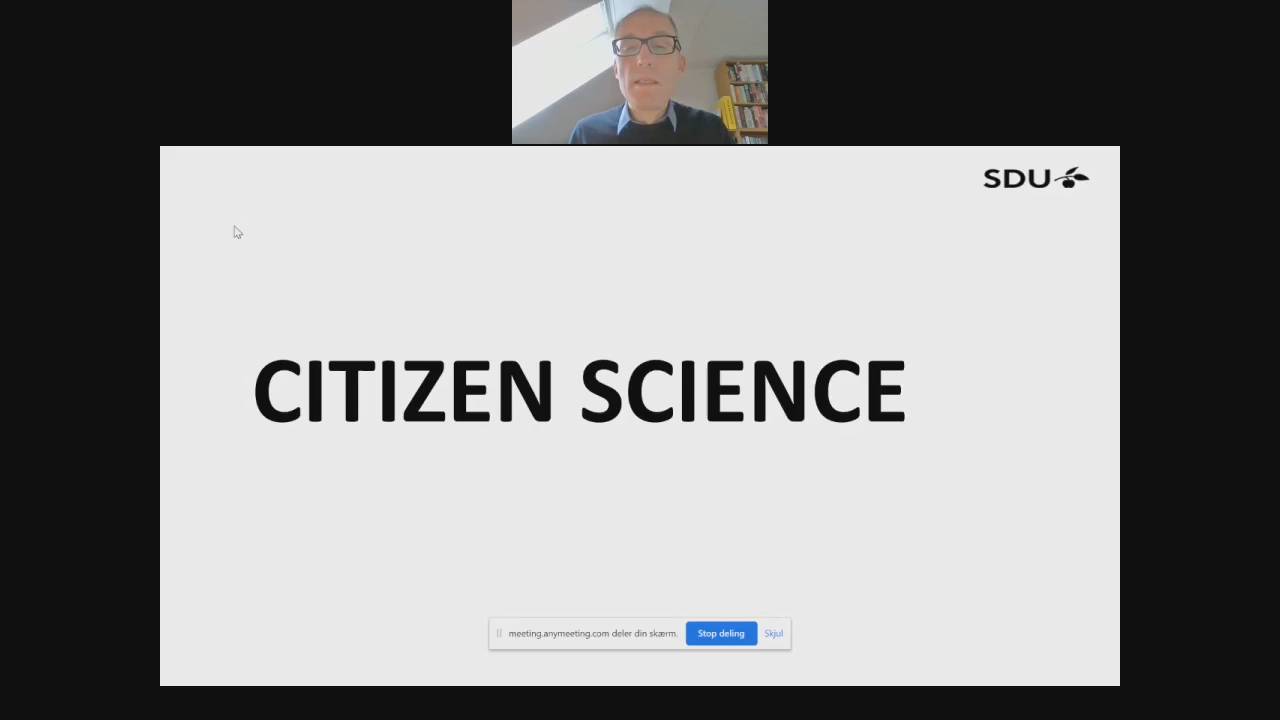 SDU
CITIZEN SCIENCE
meeting.anymeeting.com deler din skærm. Stop deling Skjul